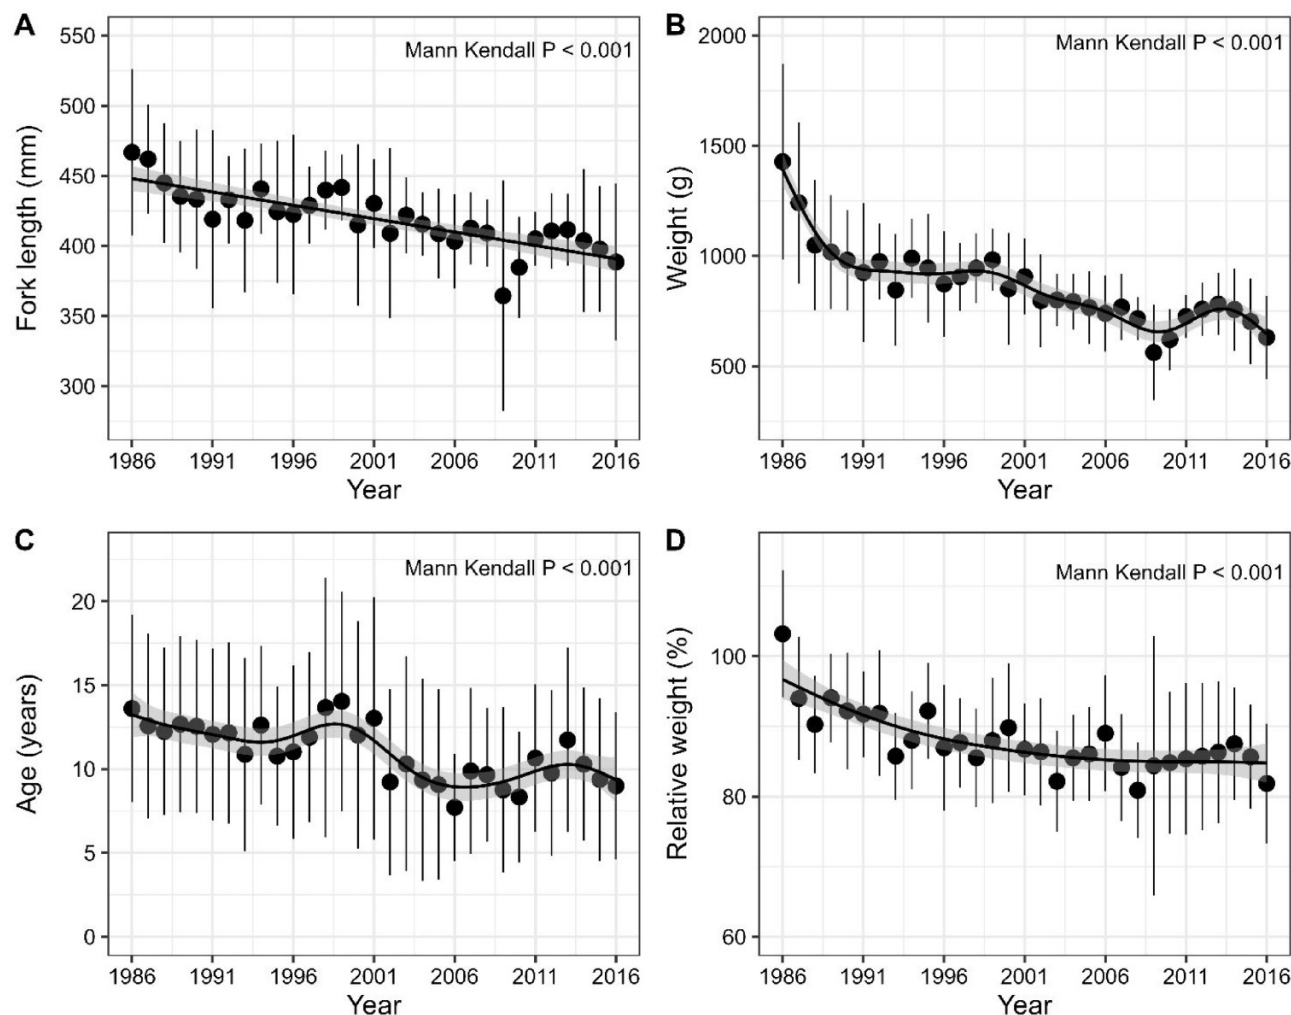 A
Mann Kendall P < 0.001
Fork length (mm)
550
500
450
400
350
300
1986 1991 1996 2001 2006 2011 2016
Year
B
Mann Kendall P < 0.001
Weight (g)
2000
1500
1000
500
1986 1991 1996 2001 2006 2011 2016
Year
C
Mann Kendall P < 0.001
Age (years)
20
15
10
5
0
1986 1991 1996 2001 2006 2011 2016
Year
D
Mann Kendall P < 0.001
Relative weight (%)
100
80
60
1986 1991 1996 2001 2006 2011 2016
Year